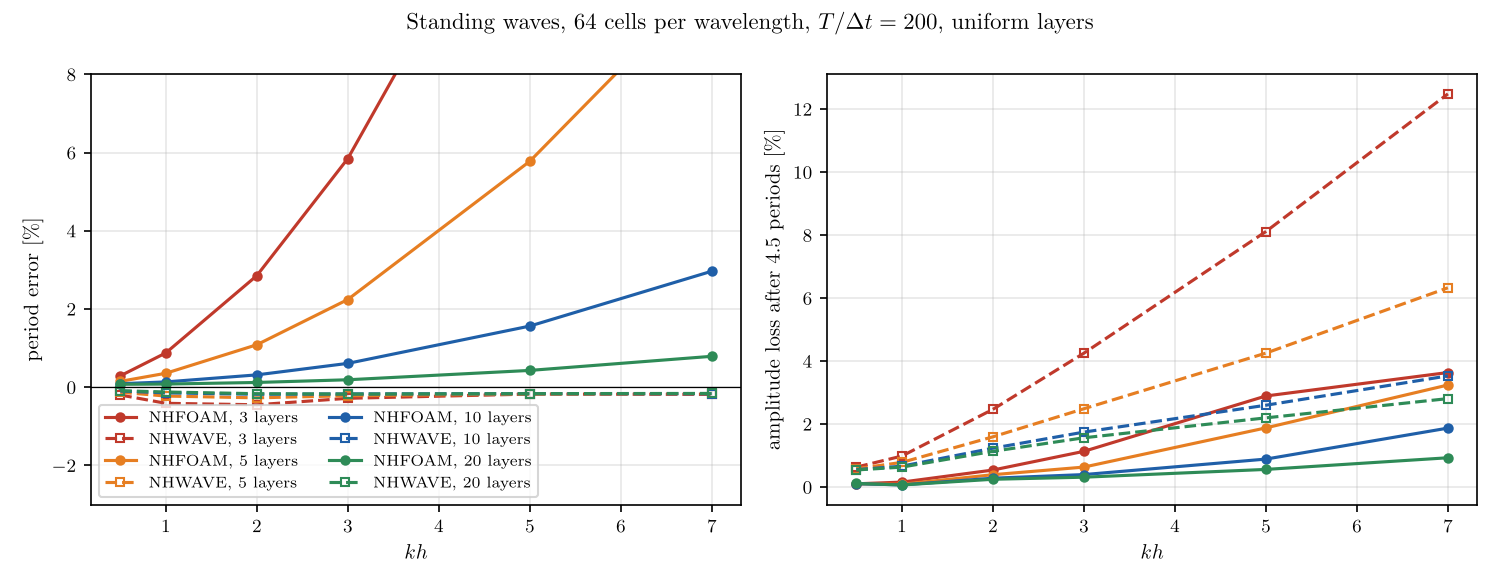 Standing waves, 64 cells per wavelength, T/Δt = 200, uniform layers
8
6
4
2
0
−2
period error [%]
NHFOAM, 3 layers
NHWAVE, 3 layers
NHFOAM, 5 layers
NHWAVE, 5 layers
NHFOAM, 10 layers
NHWAVE, 10 layers
NHFOAM, 20 layers
NHWAVE, 20 layers
1 2 3 4 5 6 7
kh
12
10
8
6
4
2
0
amplitude loss after 4.5 periods [%]
1 2 3 4 5 6 7
kh